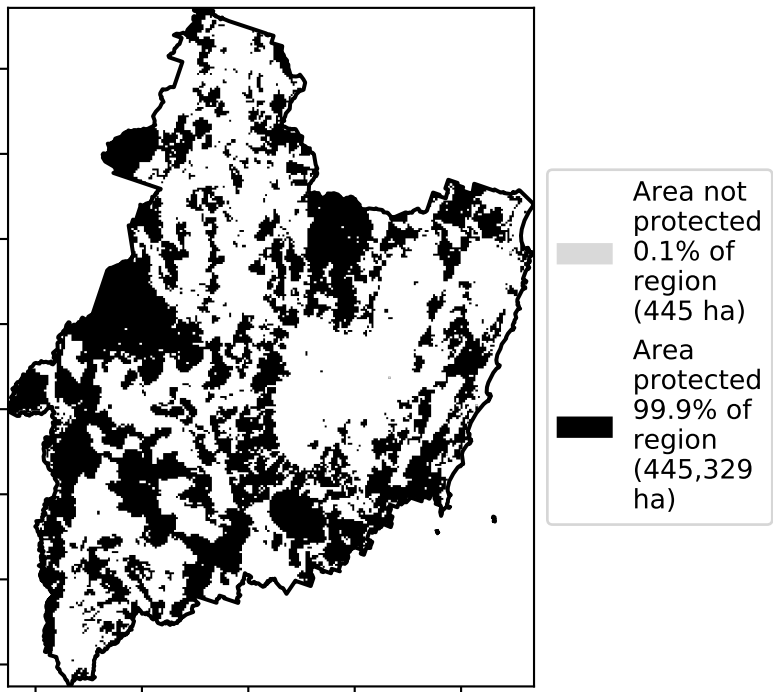 Area not
protected
0.1% of
region
(445 ha)
Area
protected
99.9% of
region
(445,329
ha)